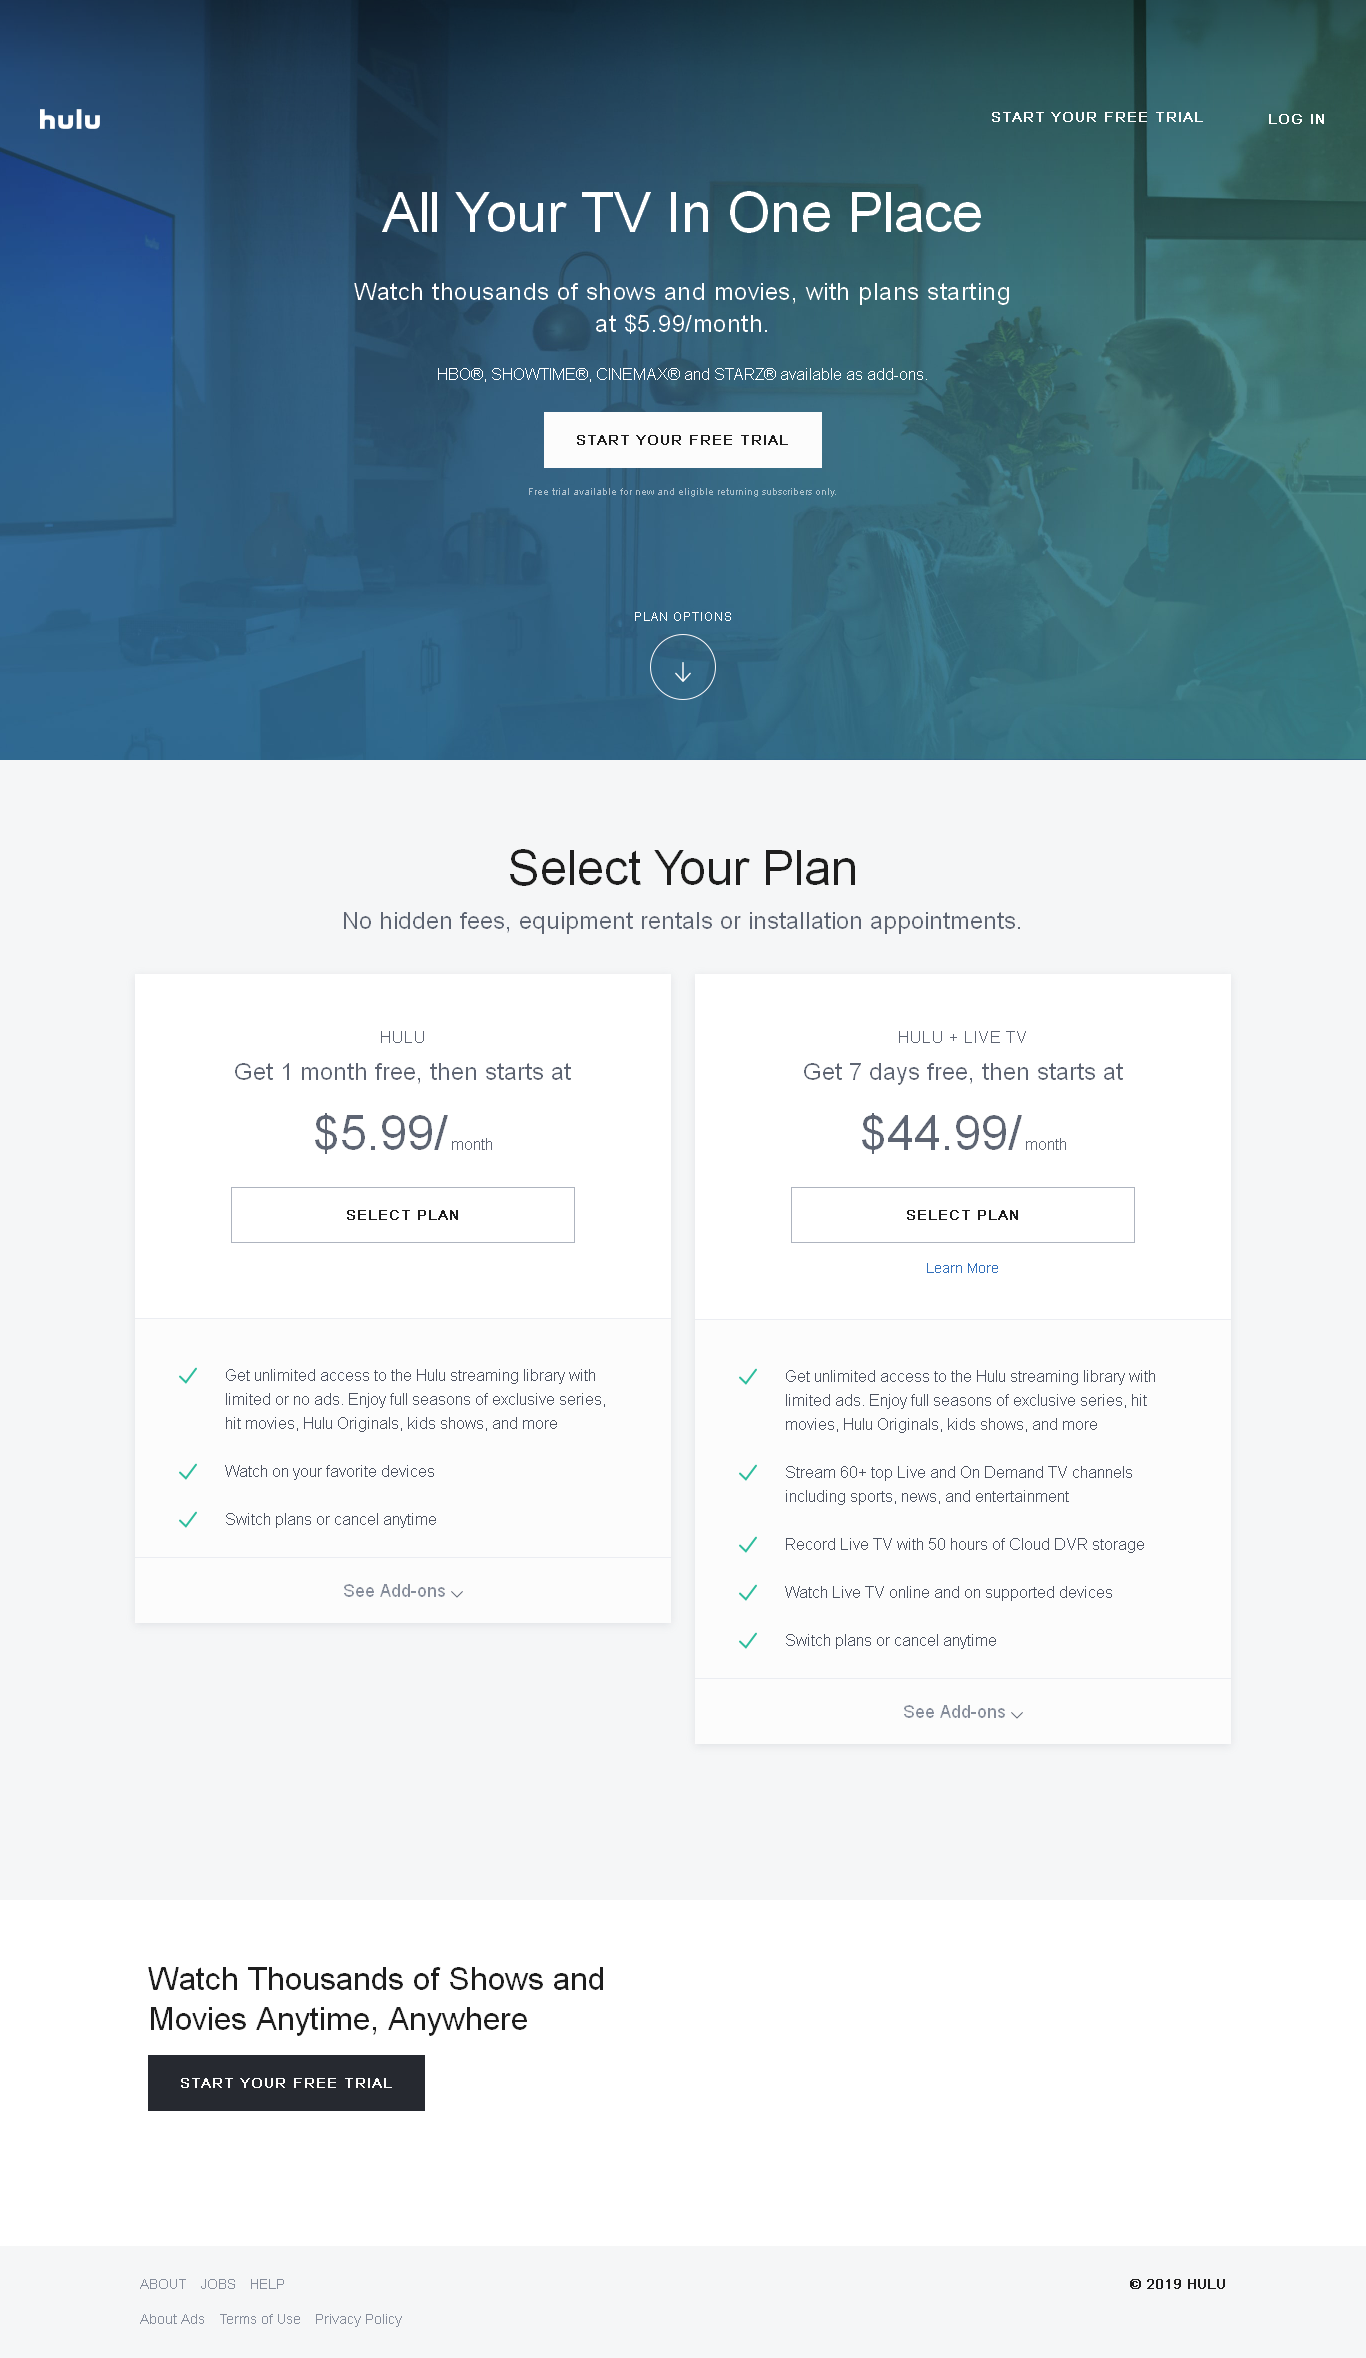 hulu
START YOUR FREE TRIAL
LOG IN
All Your TV In One Place
Watch thousands of shows and movies, with plans starting
at $5.99/month.
HBO®, SHOWTIME®, CINEMAX® and STARZ® available as add-ons.
START YOUR FREE TRIAL
Free trial available for new and eligible returning subscribers only.
PLAN OPTIONS
Select Your Plan
No hidden fees, equipment rentals or installation appointments.
HULU
Get 1 month free, then starts at
$5.99/ month
SELECT PLAN
Get unlimited access to the Hulu streaming library with
limited or no ads. Enjoy full seasons of exclusive series,
hit movies, Hulu Originals, kids shows, and more
Watch on your favorite devices
Switch plans or cancel anytime
See Add-ons
HULU + LIVE TV
Get 7 days free, then starts at
$44.99/ month
SELECT PLAN
Learn More
Get unlimited access to the Hulu streaming library with
limited ads. Enjoy full seasons of exclusive series, hit
movies, Hulu Originals, kids shows, and more
Stream 60+ top Live and On Demand TV channels
including sports, news, and entertainment
Record Live TV with 50 hours of Cloud DVR storage
Watch Live TV online and on supported devices
Switch plans or cancel anytime
See Add-ons
Watch Thousands of Shows and
Movies Anytime, Anywhere
START YOUR FREE TRIAL
ABOUT JOBS HELP
© 2019 HULU
About Ads Terms of Use Privacy Policy